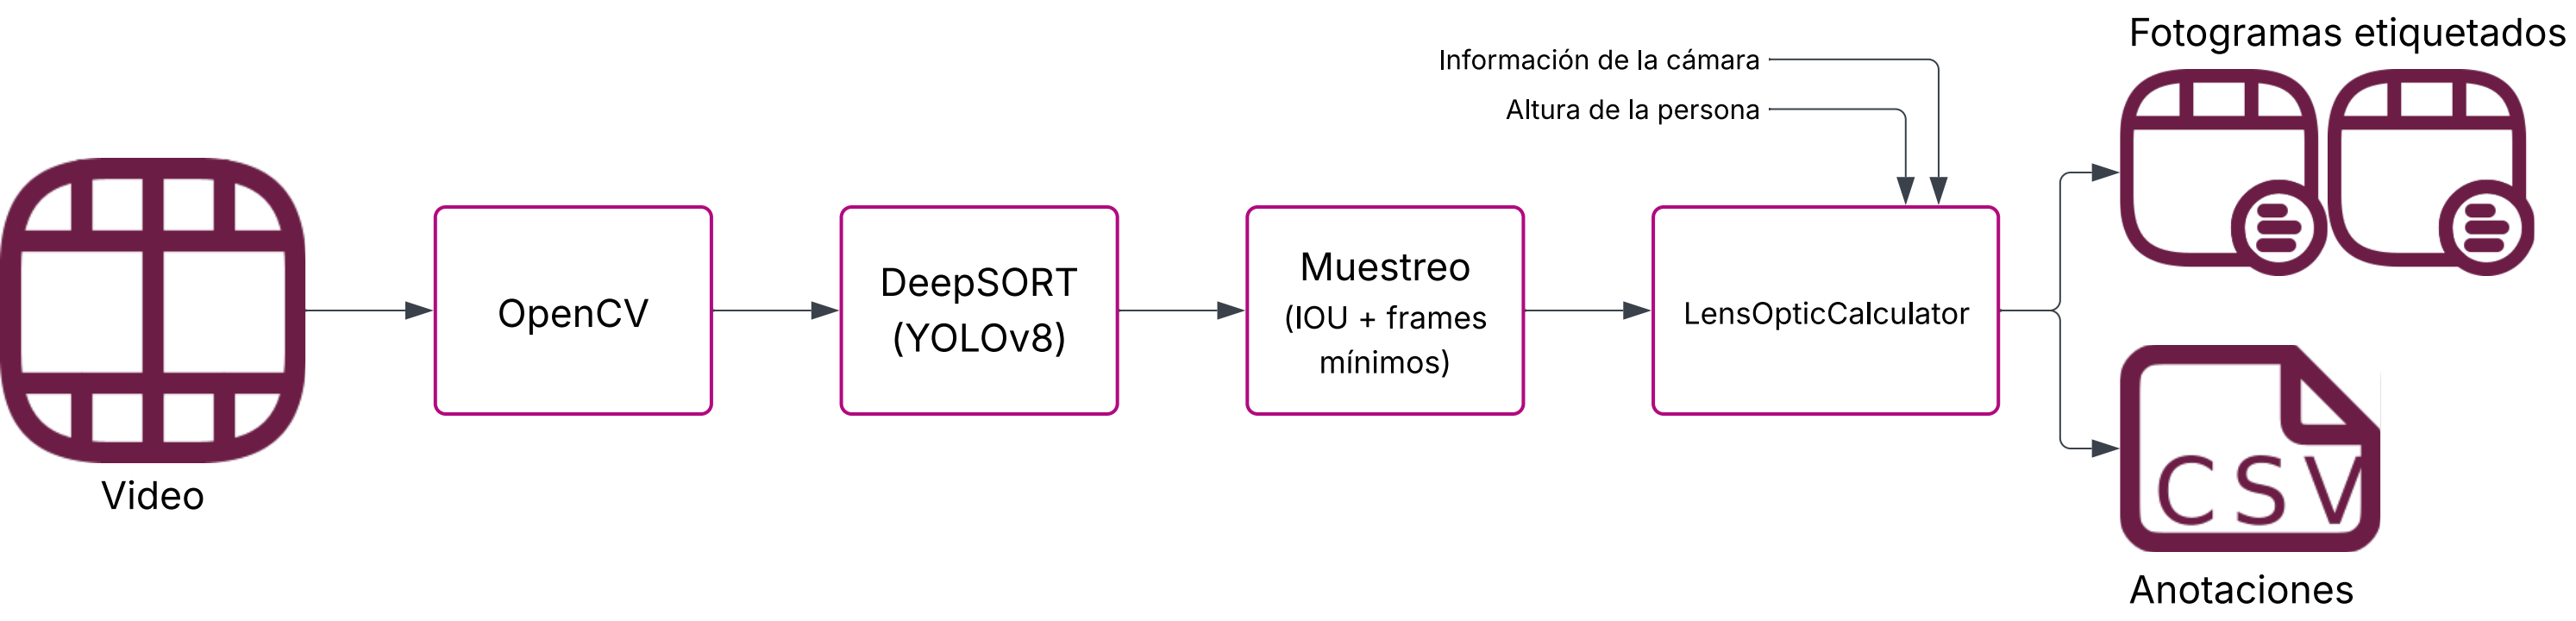 Video
OpenCV
DeepSORT
(YOLOv8)
Muestreo
(IOU + frames
mínimos)
Información de la cámara
Altura de la persona
LensOpticCalculator
Fotogramas etiquetados
CSV
Anotaciones